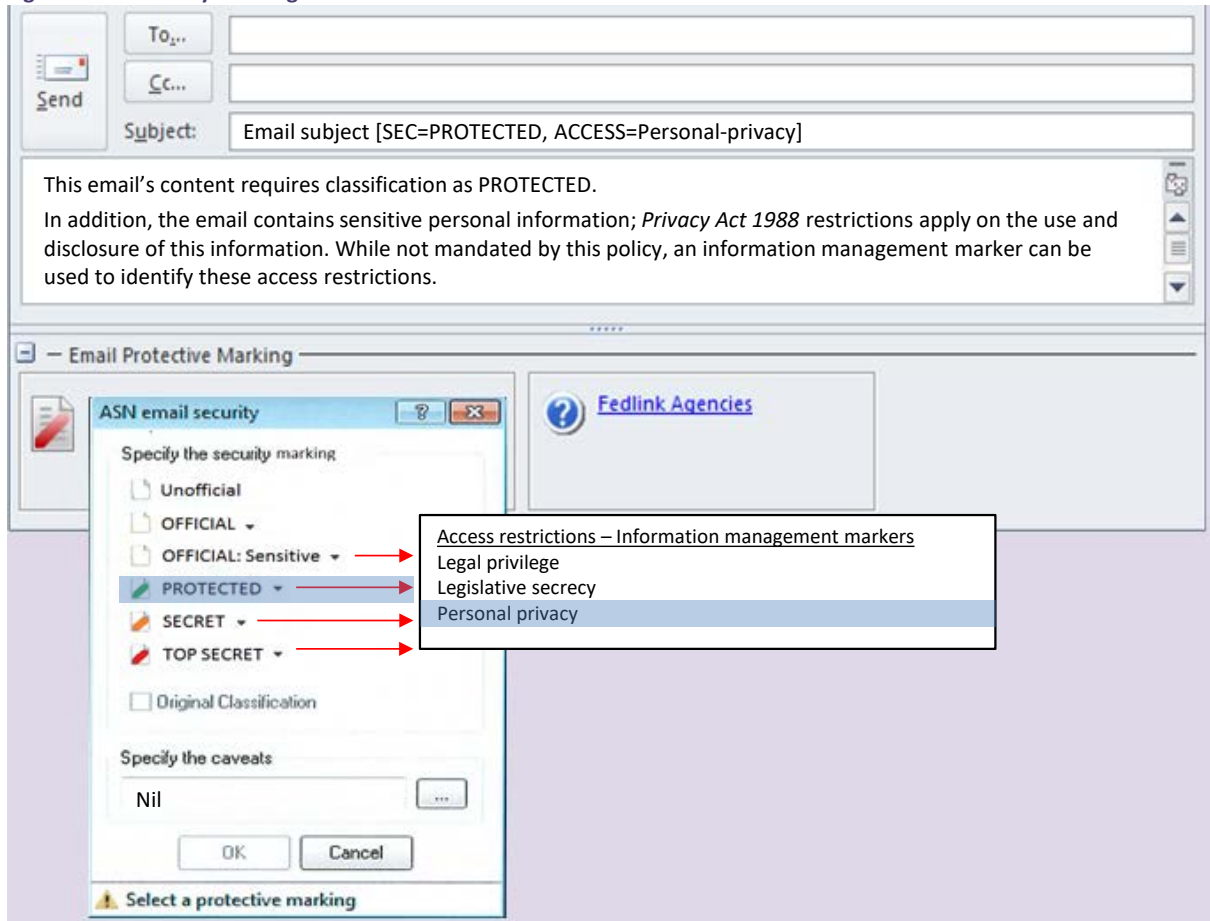 To...
Cc...
Send
Subject:
Email subject [SEC=PROTECTED, ACCESS=Personal-privacy]
This email’s content requires classification as PROTECTED.
In addition, the email contains sensitive personal information; Privacy Act 1988 restrictions apply on the use and
disclosure of this information. While not mandated by this policy, an information management marker can be
used to identify these access restrictions.
Email Protective Marking
ASN email security
Fedlink Agencies
Specify the security marking
Unofficial
OFFICIAL
OFFICIAL: Sensitive
PROTECTED
SECRET
TOP SECRET
Access restrictions – Information management markers
Legal privilege
Legislative secrecy
Personal privacy
Original Classification
Specify the caveats
Nil
...
OK
Cancel
Select a protective marking